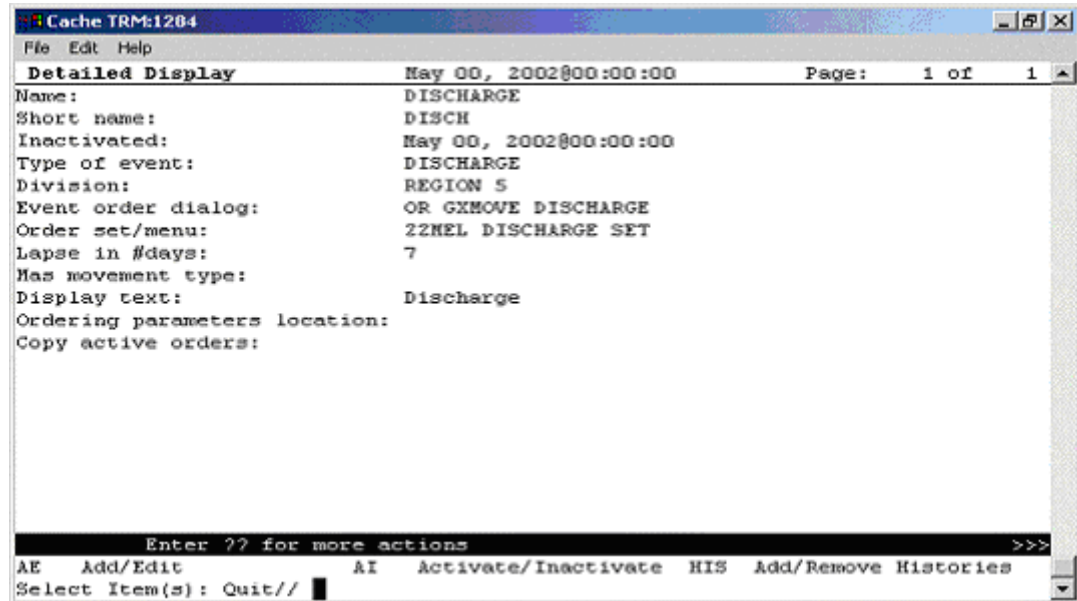 Cache TRM:1284
File Edit Help
Detailed Display May 00, 2002@00:00:00 Page: 1 of 1
Name: DISCHARGE
Short name: DISCH
Inactivated: May 00, 2002@00:00:00
Type of event: DISCHARGE
Division: REGION 5
Event order dialog: OR GXMOVE DISCHARGE
Order set/menu: ZZMEL DISCHARGE SET
Lapse in #days: 7
Mas movement type:
Display text: Discharge
Ordering parameters location:
Copy active orders:
Enter ?? for more actions >>>
AE Add/Edit AI Activate/Inactivate HIS Add/Remove Histories
Select Item(s): Quit//